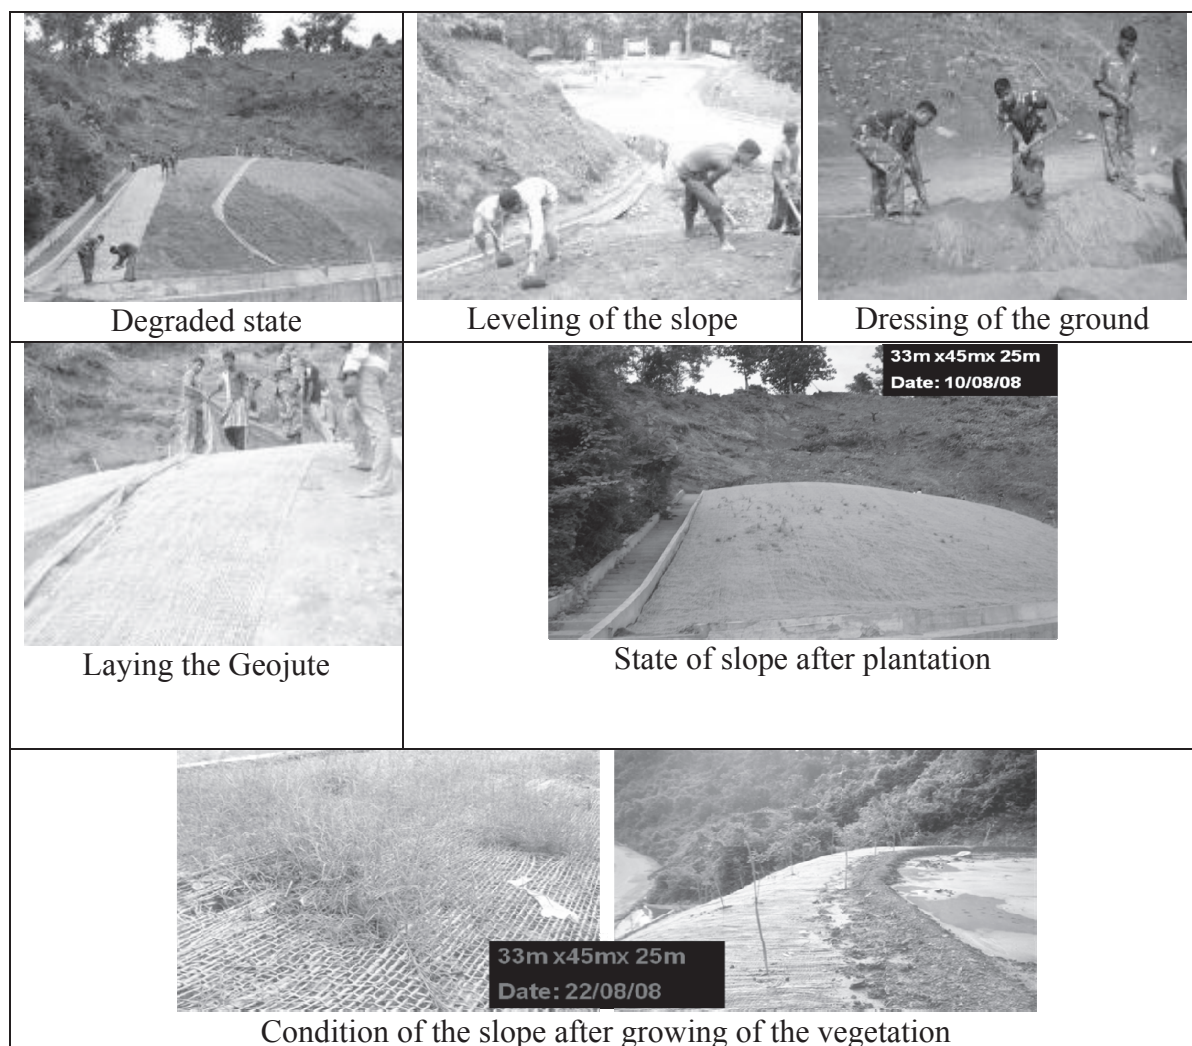 Degraded state
Leveling of the slope
Dressing of the ground
Laying the Geojute
33m x45mx 25m
Date: 10/08/08
State of slope after plantation
33m x45mx 25m
Date: 22/08/08
Condition of the slope after growing of the vegetation